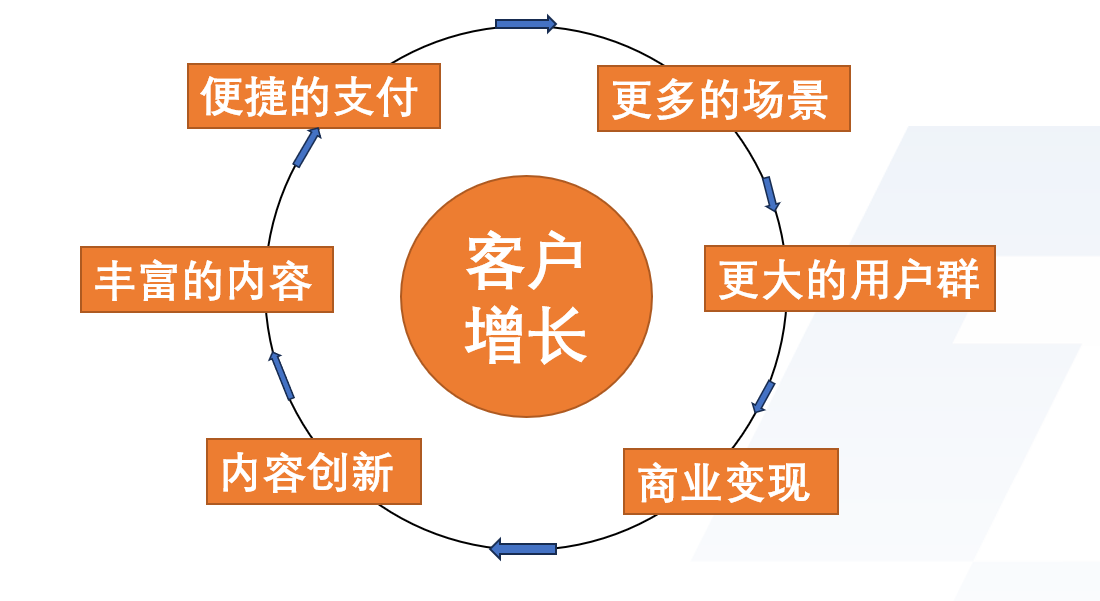 便捷的支付
更多的场景
客户
增长
丰富的内容
更大的用户群
内容创新
商业变现